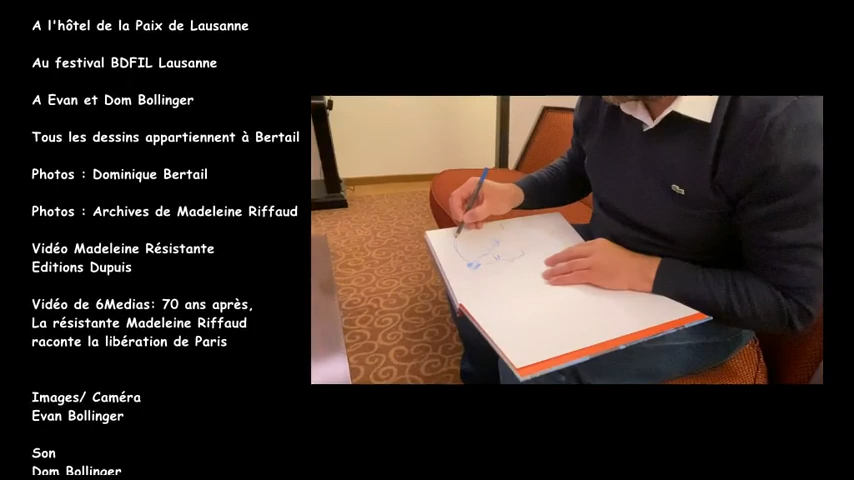 A l'hôtel de la Paix de Lausanne
Au festival BDFIL Lausanne
A Evan et Dom Bollinger
Tous les dessins appartiennent à Bertail
Photos : Dominique Bertail
Photos : Archives de Madeleine Riffaud
Vidéo Madeleine Résistante
Editions Dupuis
Vidéo de 6Medias: 70 ans après,
La résistante Madeleine Riffaud
raconte la libération de Paris
Images/ Caméra
Evan Bollinger
Son
Dom Bollinger